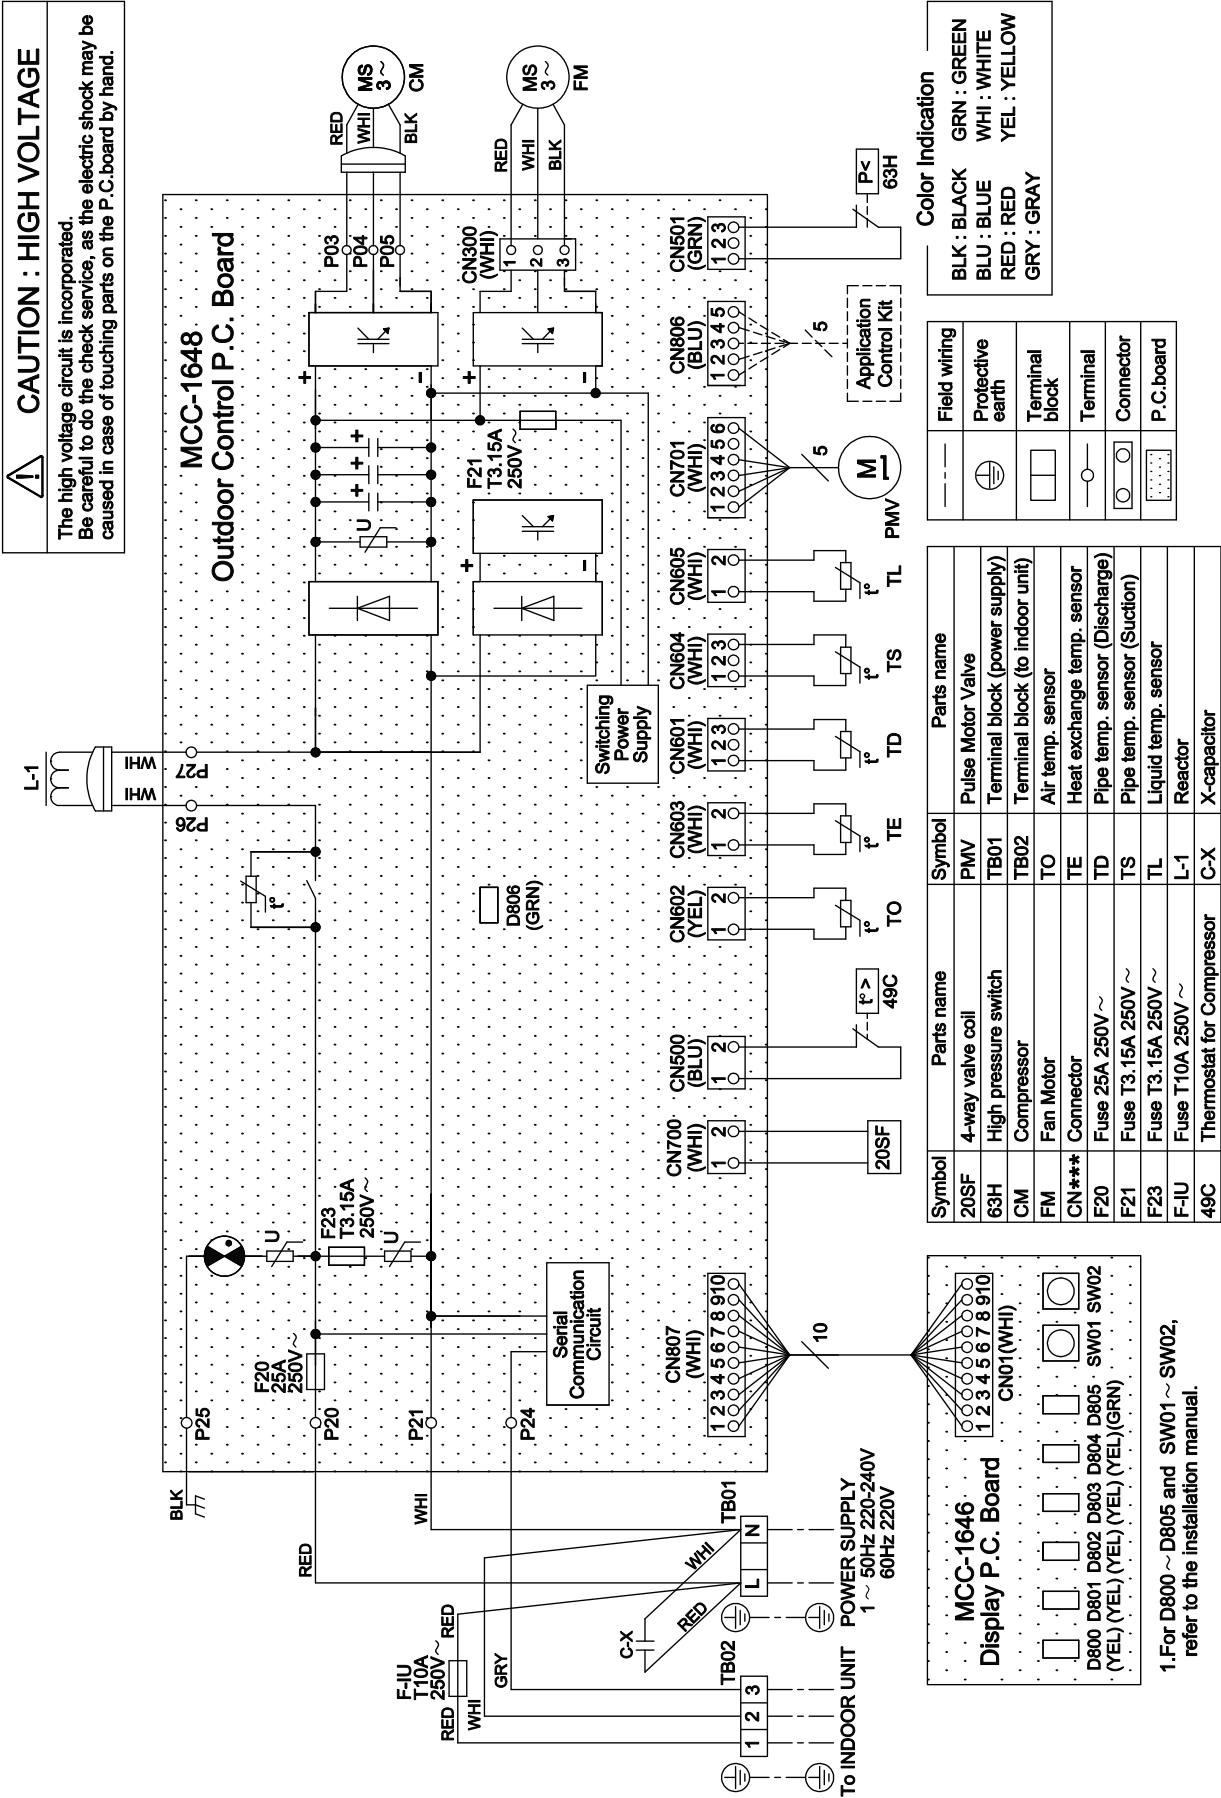 CAUTION : HIGH VOLTAGE
The high voltage circuit is incorporated.
Be careful to do the check service, as the electric shock may be
caused in case of touching parts on the P.C.board by hand.
MCC-1648
Outdoor Control P.C. Board
L-1
WHI
WHI
P26
P27
t°
BLK
P25
U
F20
25A
250V~
P20
F23
T3.15A
250V~
U
RED
WHI
P21
P24
Serial
Communication
Circuit
D806
(GRN)
Switching
Power
Supply
U
+
+
+
+
-
F21
T3.15A
250V~
+
-
+
-
P03
P04
P05
RED
WHI
BLK
MS
3~
CM
CN300
(WHI)
1
2
3
RED
WHI
BLK
MS
3~
FM
F-IU
T10A
250V~
RED
RED
WHI
GRY
C-X
WHI
RED
TB01
L
N
POWER SUPPLY
1~ 50Hz 220-240V
60Hz 220V
TB02
1 2 3
To INDOOR UNIT
CN807
(WHI)
1 2 3 4 5 6 7 8 9 10
10
CN700
(WHI)
1 2
20SF
CN500
(BLU)
1 2
t° >
49C
CN602
(YEL)
1 2
t°
TO
CN603
(WHI)
1 2
t°
TE
CN601
(WHI)
1 2 3
t°
TD
CN604
(WHI)
1 2 3
t°
TS
CN605
(WHI)
1 2
t°
TL
CN701
(WHI)
1 2 3 4 5 6
5
M
PMV
CN806
(BLU)
1 2 3 4 5
5
Application
Control Kit
CN501
(GRN)
1 2 3
P<
63H
MCC-1646
Display P.C. Board
1 2 3 4 5 6 7 8 9 10
CN01(WHI)
D800 D801 D802 D803 D804 D805 SW01 SW02
(YEL) (YEL) (YEL) (YEL) (YEL) (GRN)
1.For D800 ~ D805 and SW01 ~ SW02,
refer to the installation manual.
Symbol Parts name Symbol Parts name
20SF 4-way valve coil PMV Pulse Motor Valve
63H High pressure switch TB01 Terminal block (power supply)
CM Compressor TB02 Terminal block (to indoor unit)
FM Fan Motor TO Air temp. sensor
CN*** Connector TE Heat exchange temp. sensor
F20 Fuse 25A 250V~ TD Pipe temp. sensor (Discharge)
F21 Fuse T3.15A 250V~ TS Pipe temp. sensor (Suction)
F23 Fuse T3.15A 250V~ TL Liquid temp. sensor
F-IU Fuse T10A 250V~ L-1 Reactor
49C Thermostat for Compressor C-X X-capacitor
Field wiring
Protective
earth
Terminal
block
Terminal
Connector
P.C.board
Color Indication
BLK : BLACK GRN : GREEN
BLU : BLUE WHI : WHITE
RED : RED YEL : YELLOW
GRY : GRAY